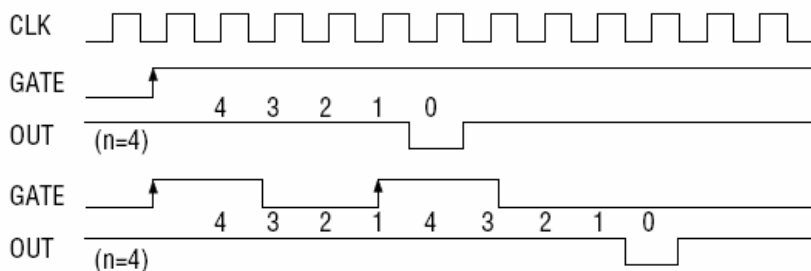 CLK
GATE
4 3 2 1 0
OUT (n=4)
GATE
4 3 2 1 4 3 2 1 0
OUT (n=4)